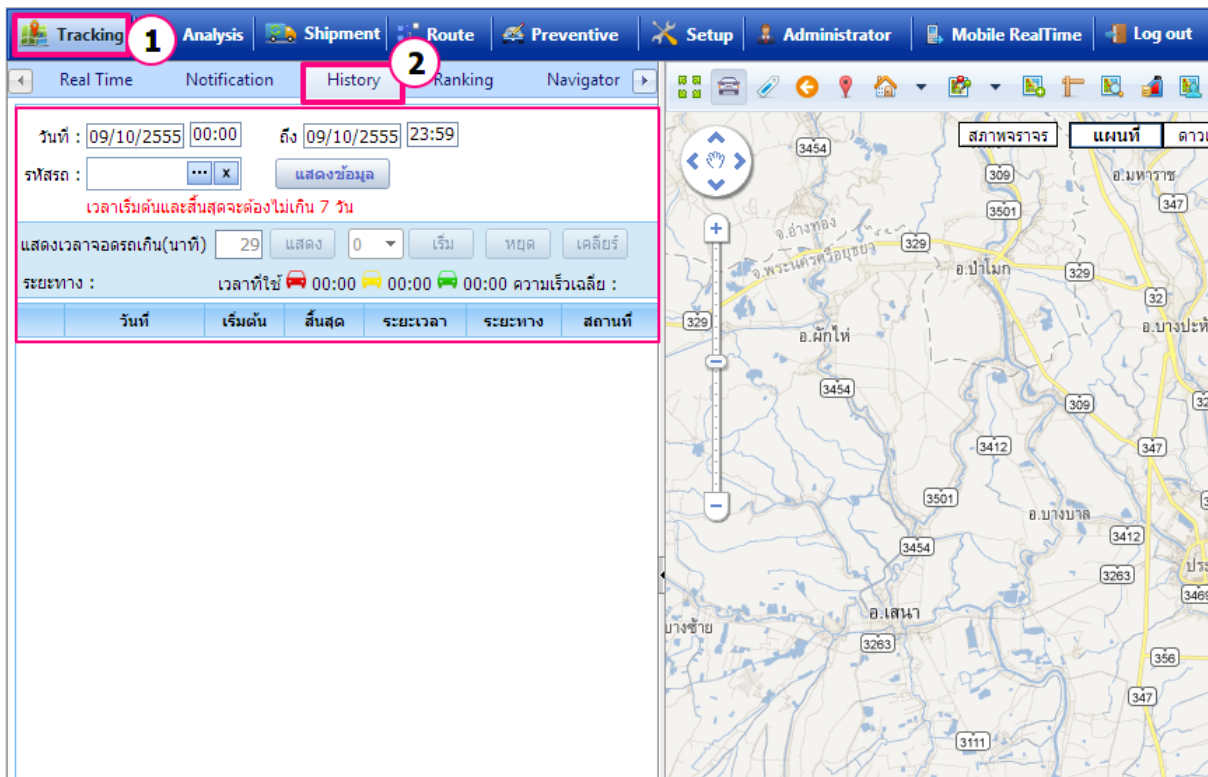 Tracking 1 Analysis Shipment Route Preventive Setup Administrator Mobile RealTime Log out
Real Time Notification History 2 Ranking Navigator
วันที่ : 09/10/2555 00:00 ถึง 09/10/2555 23:59
รหัสรถ : ... x แสดงข้อมูล
เวลาเริ่มต้นและสิ้นสุดจะต้องไม่เกิน 7 วัน
แสดงเวลาจอดรถเกิน(นาที) 29 แสดง 0 เริ่ม หยุด เคลียร์
ระยะทาง : เวลาที่ใช้ 00:00 00:00 00:00 ความเร็วเฉลี่ย :
วันที่ เริ่มต้น สิ้นสุด ระยะเวลา ระยะทาง สถานที่
สภาพจราจร แผนที่
3454
309
อ.มหาราช
347
3501
จ.อ่างทอง
329
จ.พระนครศรีอยุธยา
อ.ป่าโมก
329
32
329
อ.ผักไห่
3454
309
3412
347
3501
อ.บางบาล
3412
3454
3263
3469
อ.เสนา
บางซ้าย
3263
356
347
3111